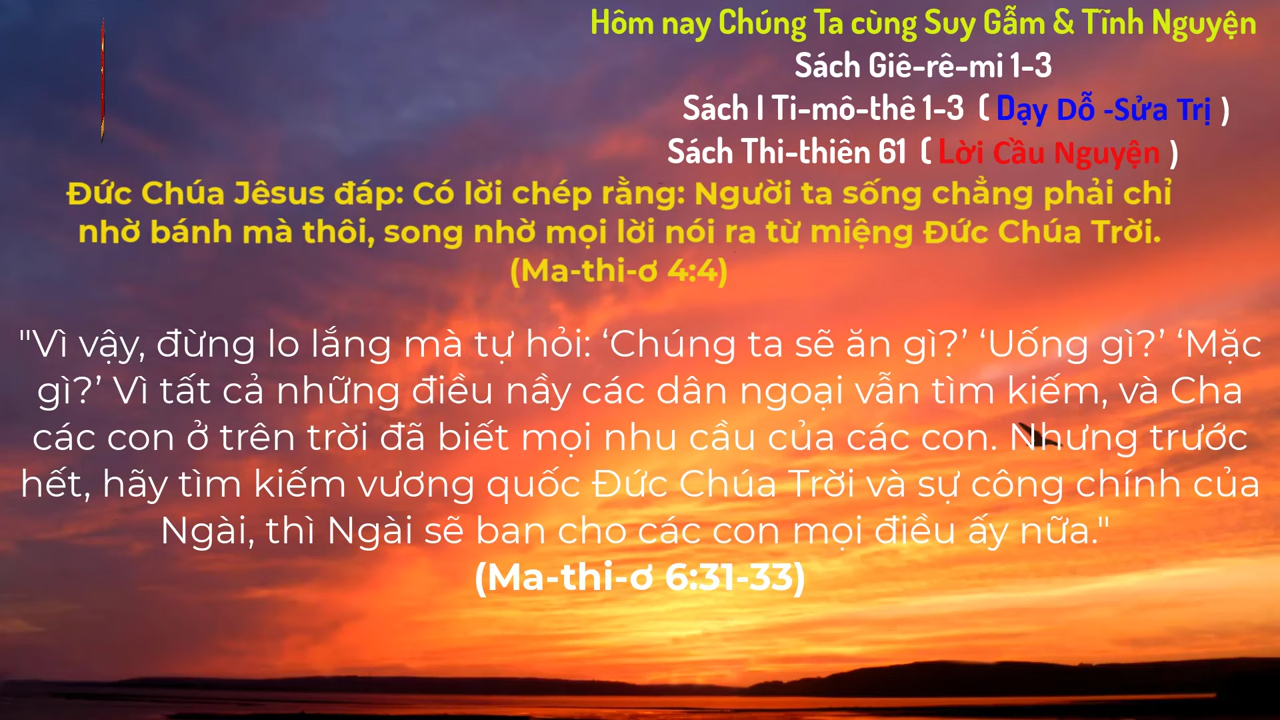 Hôm nay Chúng Ta cùng Suy Gẫm & Tĩnh Nguyện
Sách Giê-rê-mi 1-3
Sách I Ti-mô-thê 1-3 ( Dạy Dỗ -Sửa Trị )
Sách Thi-thiên 61 ( Lời Cầu Nguyện )
Đức Chúa Jêsus đáp: Có lời chép rằng: Người ta sống chẳng phải chỉ
nhờ bánh mà thôi, song nhờ mọi lời nói ra từ miệng Đức Chúa Trời.
(Ma-thi-ơ 4:4)
"Vì vậy, đừng lo lắng mà tự hỏi: ‘Chúng ta sẽ ăn gì?’ ‘Uống gì?’ ‘Mặc
gì?’ Vì tất cả những điều nầy các dân ngoại vẫn tìm kiếm, và Cha
các con ở trên trời đã biết mọi nhu cầu của các con. Nhưng trước
hết, hãy tìm kiếm vương quốc Đức Chúa Trời và sự công chính của
Ngài, thì Ngài sẽ ban cho các con mọi điều ấy nữa."
(Ma-thi-ơ 6:31-33)